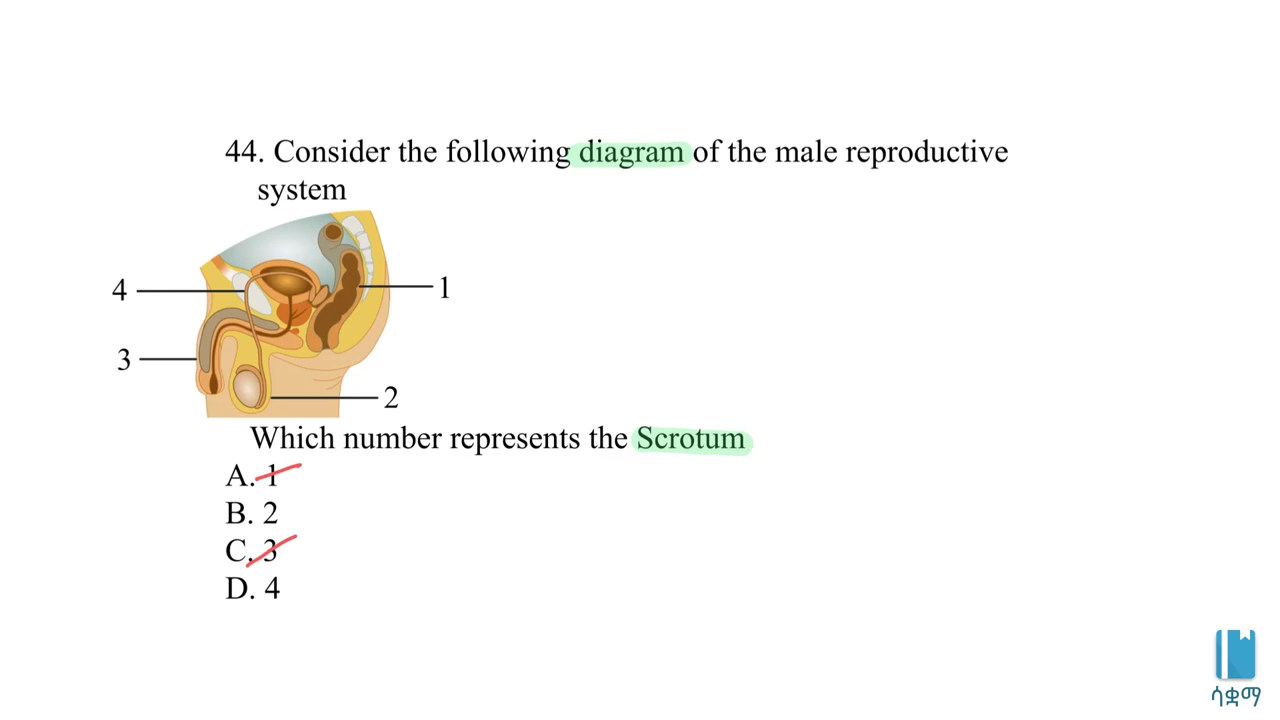 44. Consider the following diagram of the male reproductive
system
4
1
3
2
Which number represents the Scrotum
A. 1
B. 2
C. 3
D. 4
ሳቋማ